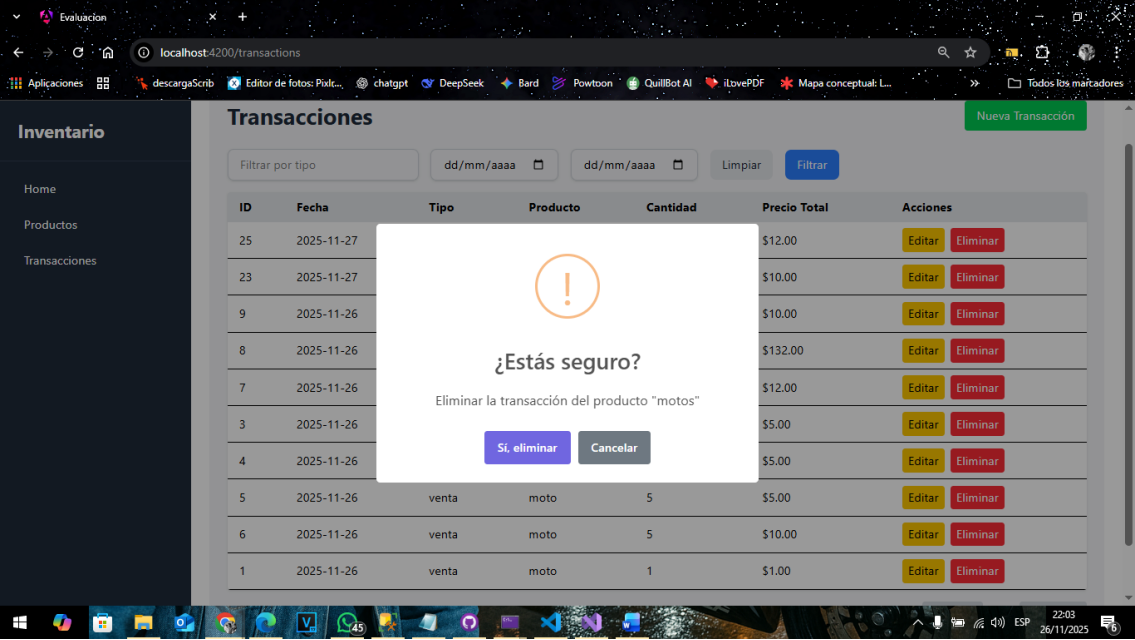 Evaluacion
localhost:4200/transactions
Aplicaciones descargaScrib Editor de fotos: Pixlr,... chatgpt DeepSeek Bard Powtoon QuillBot AI iLovePDF Mapa conceptual: L... » Todos los marcadores
Inventario
Home
Productos
Transacciones
Transacciones Nueva Transacción
Filtrar por tipo dd/mm/aaaa dd/mm/aaaa Limpiar Filtrar
ID Fecha Tipo Producto Cantidad Precio Total Acciones
25 2025-11-27 $12.00 Editar Eliminar
23 2025-11-27 $10.00 Editar Eliminar
9 2025-11-26 $10.00 Editar Eliminar
8 2025-11-26 $132.00 Editar Eliminar
7 2025-11-26 $12.00 Editar Eliminar
3 2025-11-26 $5.00 Editar Eliminar
4 2025-11-26 $5.00 Editar Eliminar
5 2025-11-26 venta moto 5 $5.00 Editar Eliminar
6 2025-11-26 venta moto 5 $10.00 Editar Eliminar
1 2025-11-26 venta moto 1 $1.00 Editar Eliminar
!
¿Estás seguro?
Eliminar la transacción del producto "motos"
Sí, eliminar Cancelar
45 ESP 22:03
26/11/2025 6